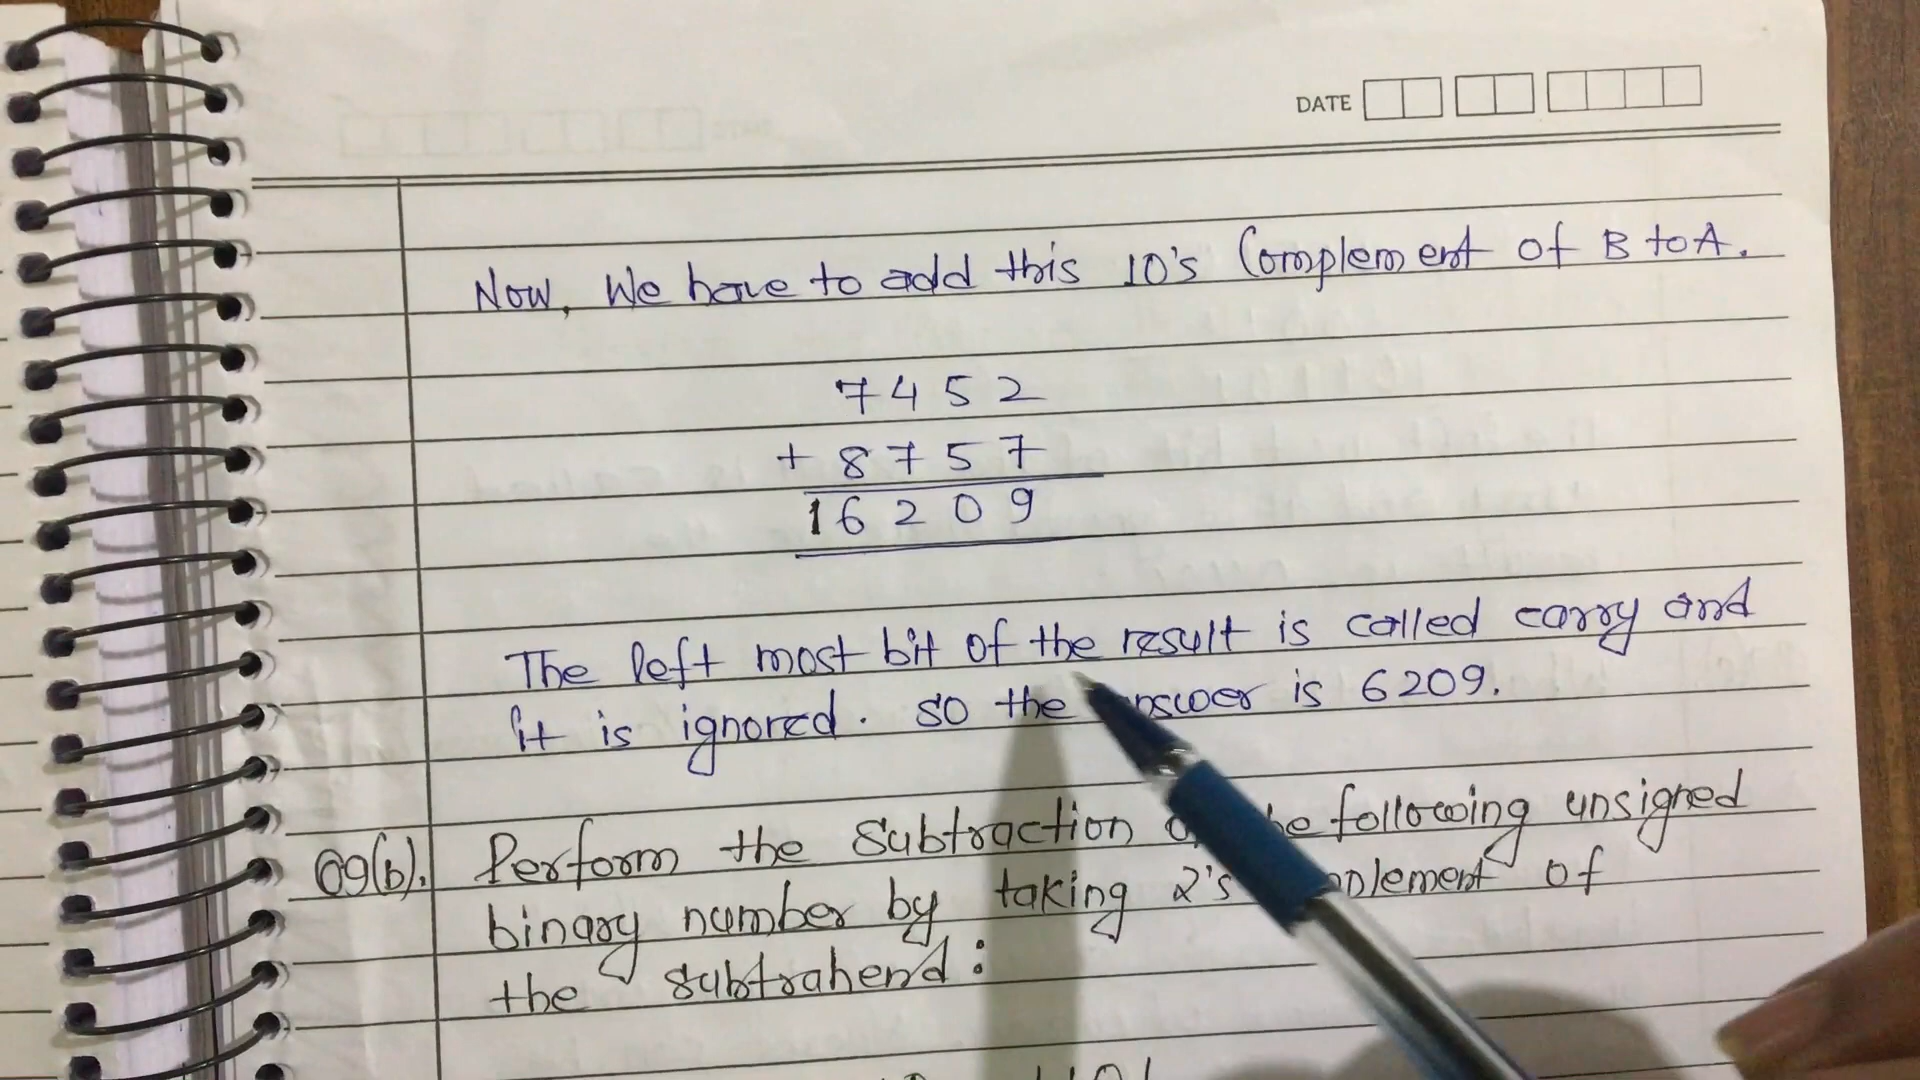 DATE
Now, We have to add this 10's Complement of B to A.
7452
+ 8757
16209
The left most bit of the result is called carry and
it is ignored. so the answer is 6209.
09(b). Perform the subtraction the following unsigned
binary number by taking 2's of
the subtrahend: